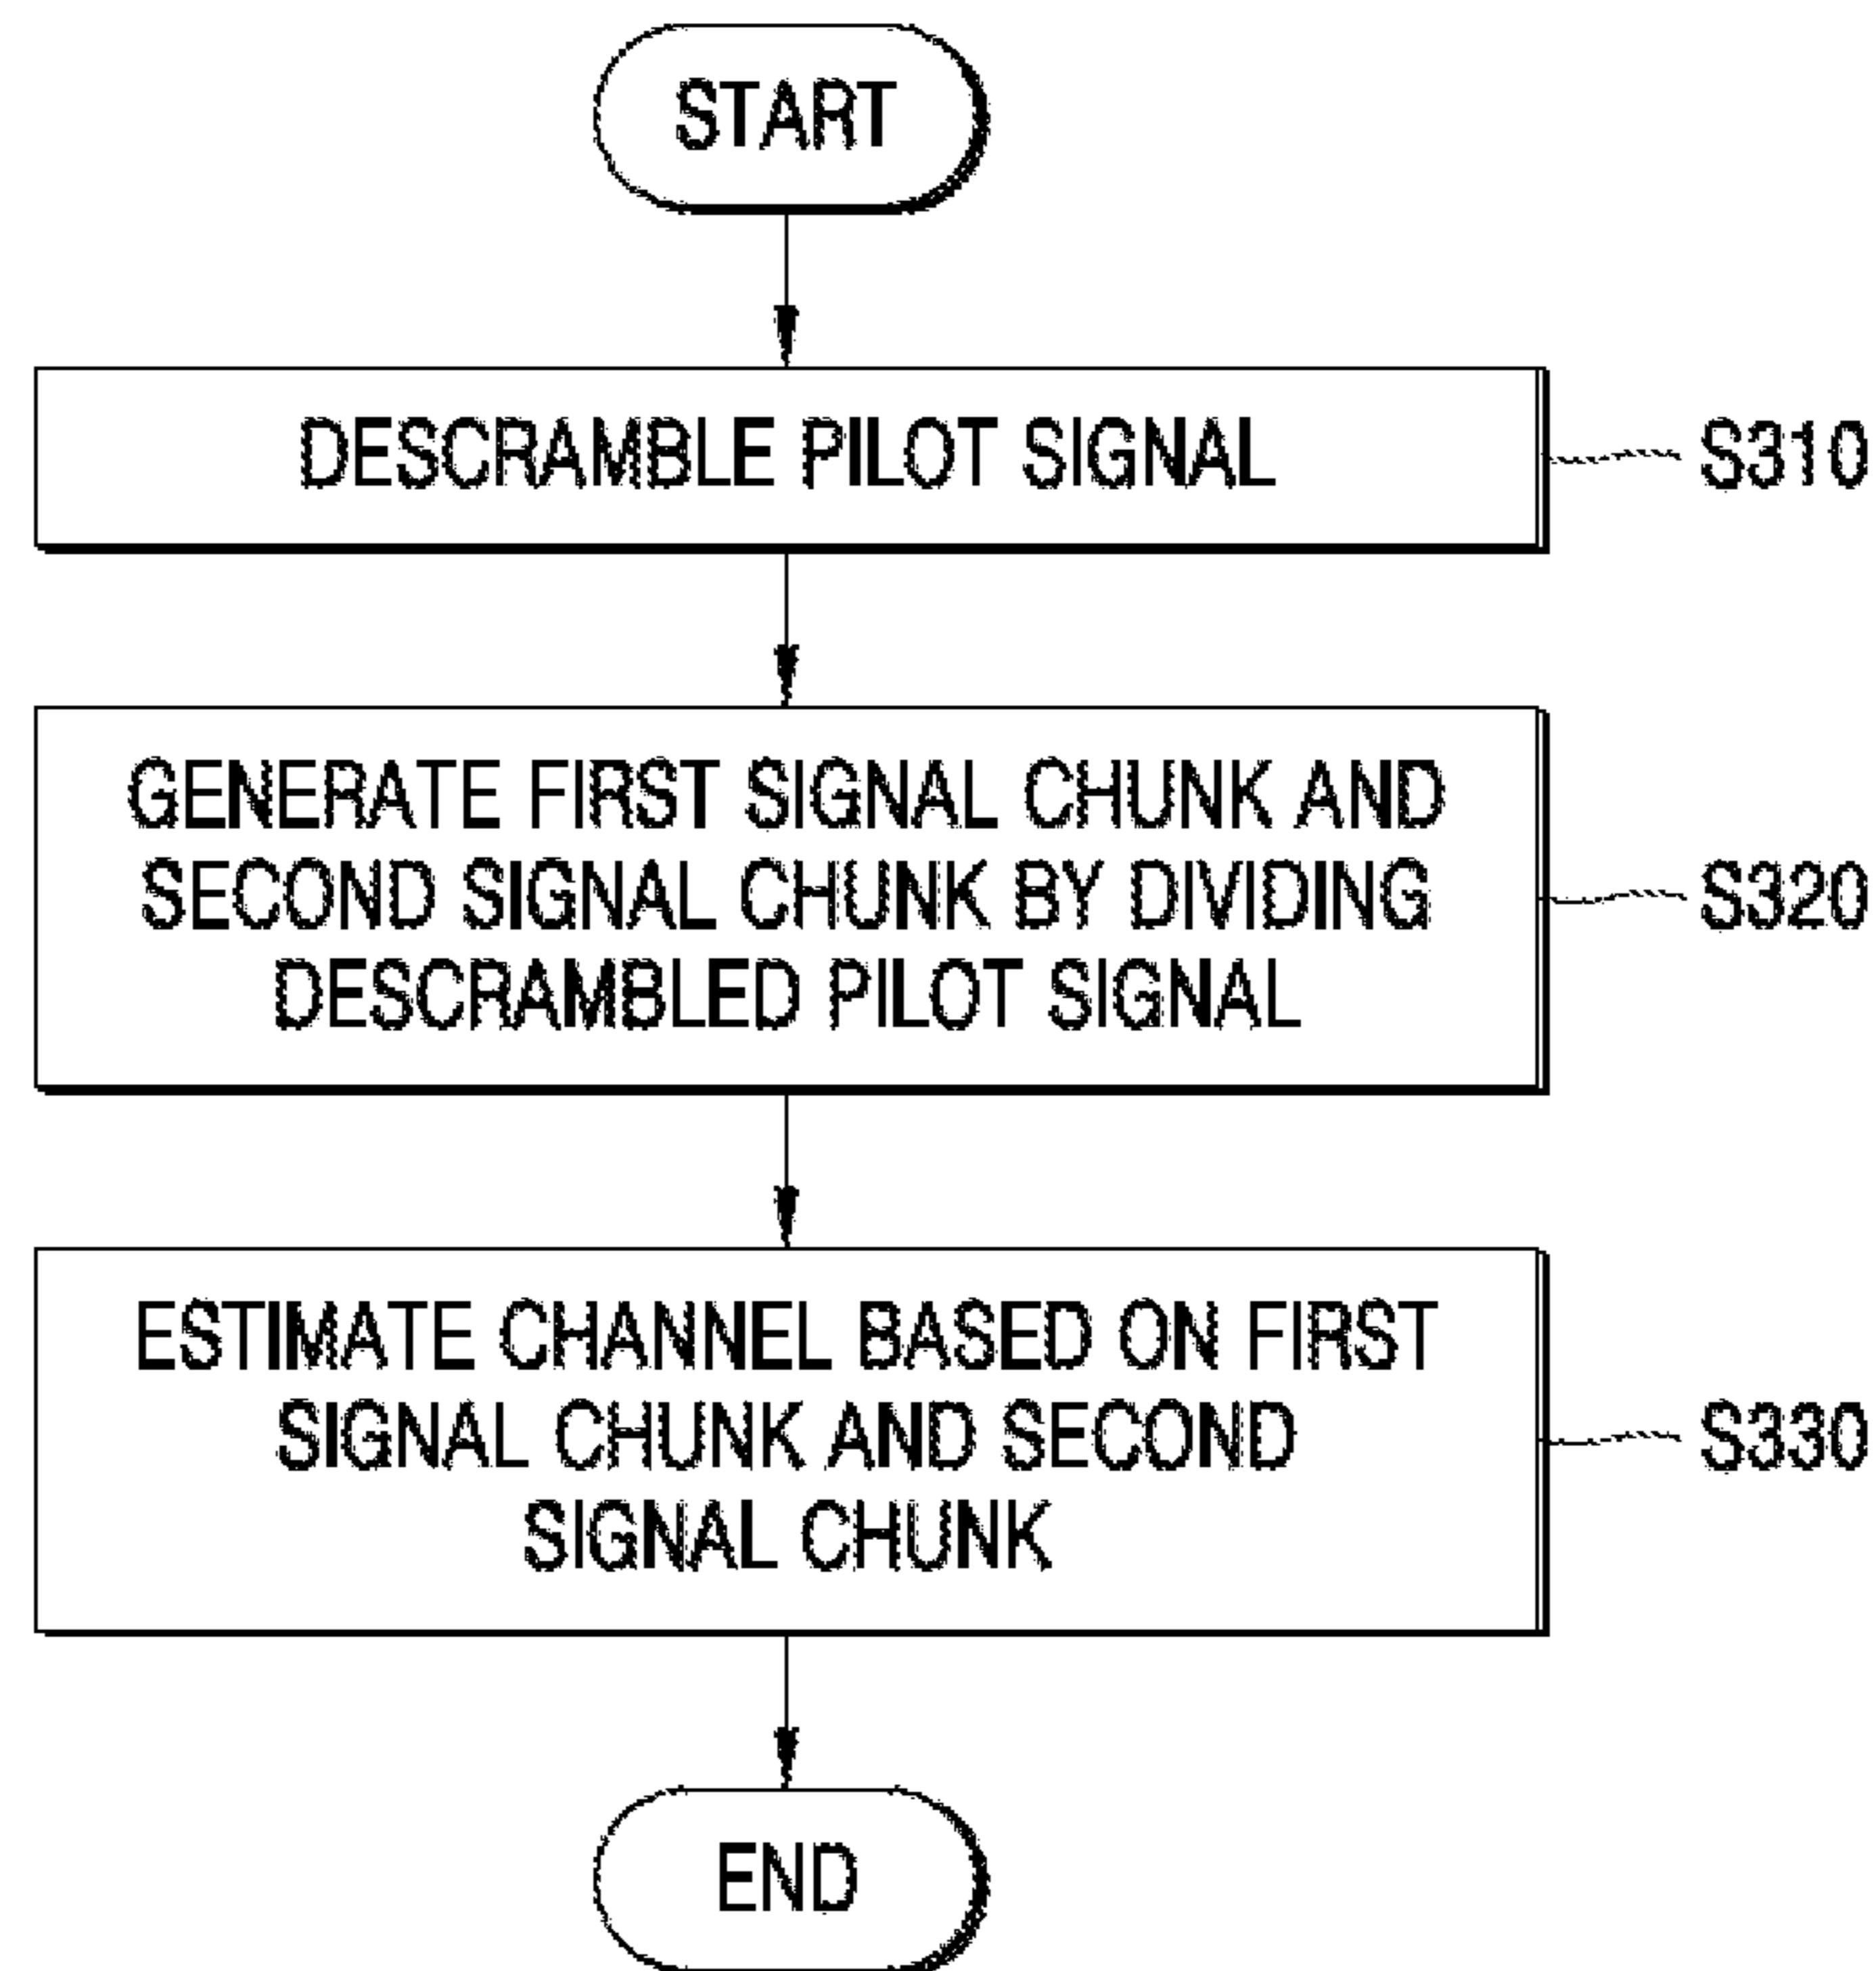 START
DESCRAMBLE PILOT SIGNAL
S310
GENERATE FIRST SIGNAL CHUNK AND
SECOND SIGNAL CHUNK BY DIVIDING
DESCRAMBLED PILOT SIGNAL
S320
ESTIMATE CHANNEL BASED ON FIRST
SIGNAL CHUNK AND SECOND
SIGNAL CHUNK
S330
END